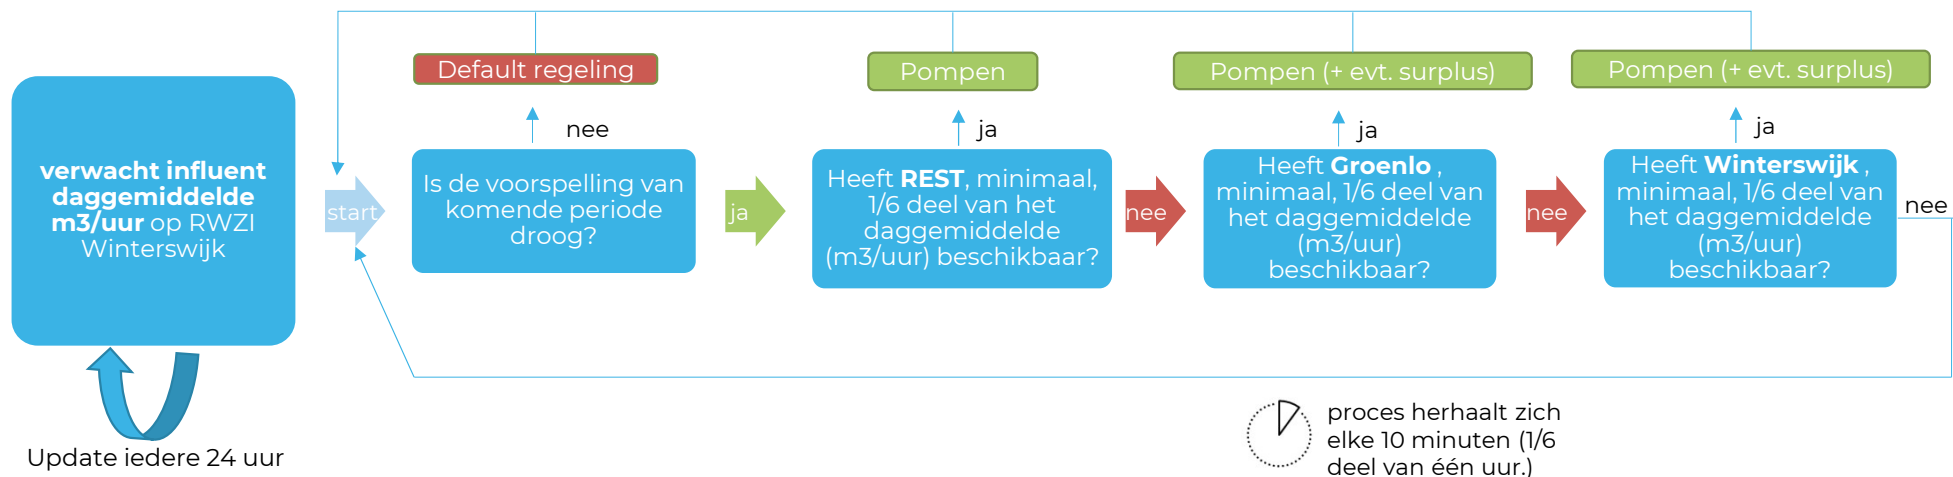 verwacht influent
daggemiddelde
m3/uur op RWZI
Winterswijk
Update iedere 24 uur
start
Default regeling
nee
Is de voorspelling van
komende periode
droog?
ja
Pompen
ja
Heeft REST, minimaal,
1/6 deel van het
daggemiddelde
(m3/uur) beschikbaar?
nee
Pompen (+ evt. surplus)
ja
Heeft Groenlo ,
minimaal, 1/6 deel van
het daggemiddelde
(m3/uur)
beschikbaar?
nee
Pompen (+ evt. surplus)
ja
Heeft Winterswijk ,
minimaal, 1/6 deel van
het daggemiddelde
(m3/uur)
beschikbaar?
nee
proces herhaalt zich
elke 10 minuten (1/6
deel van één uur.)